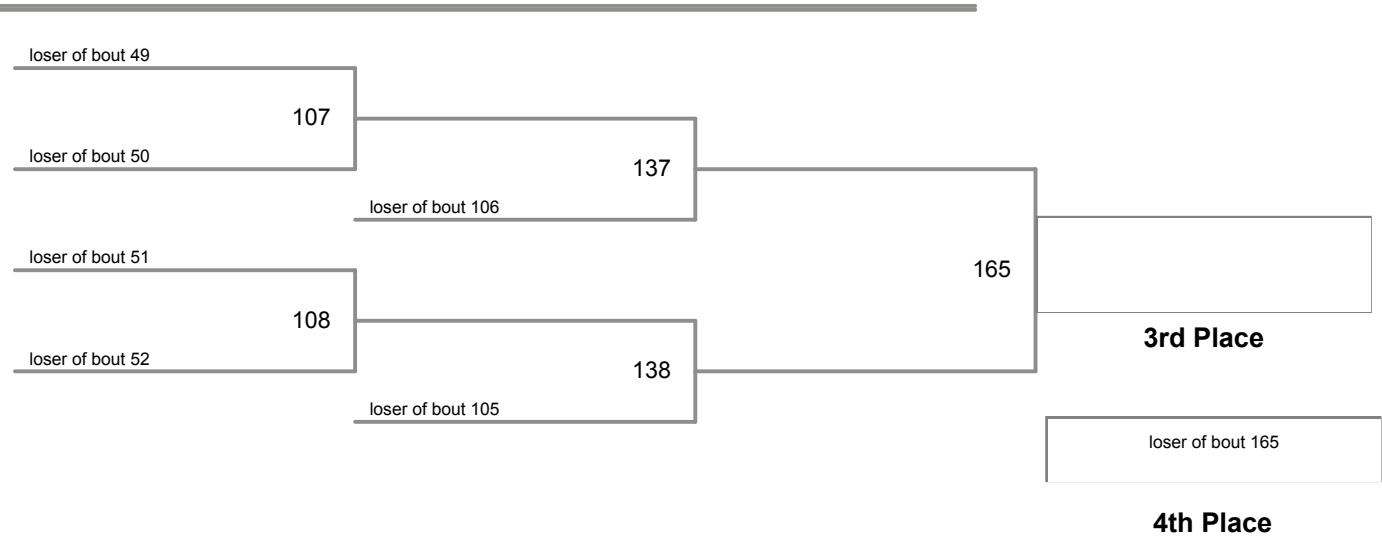 loser of bout 49
107
loser of bout 50
137
loser of bout 106
loser of bout 51
165
108
3rd Place
loser of bout 52
138
loser of bout 105
loser of bout 165
4th Place